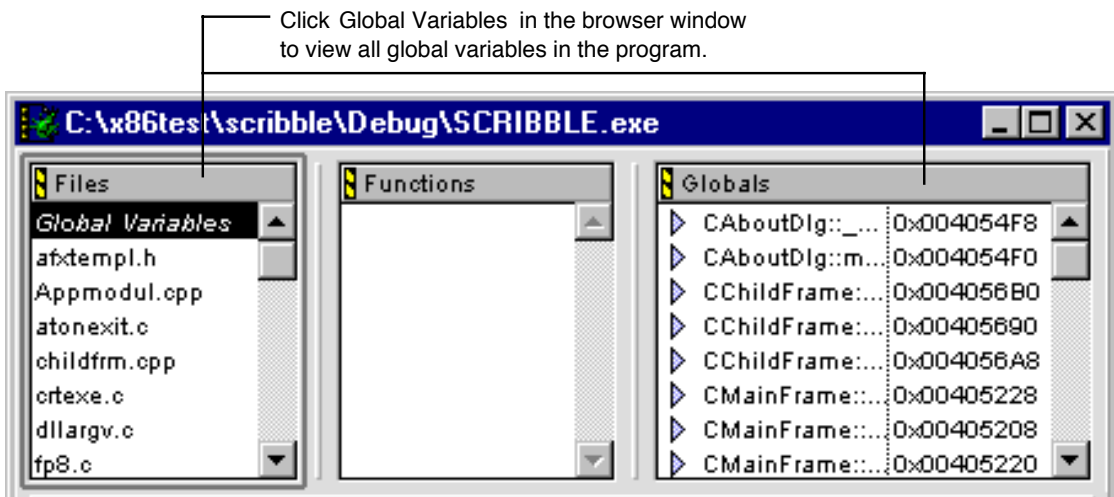 Click Global Variables in the browser window
to view all global variables in the program.
C:\x86test\scribble\Debug\SCRIBBLE.exe
Files
Global Variables
afxtempl.h
Appmodul.cpp
atonexit.c
childfrm.cpp
crtexe.c
dllargv.c
fp8.c
Functions
Globals
CAboutDlg::_... 0x004054F8
CAboutDlg::m... 0x004054F0
CChildFrame:... 0x004056B0
CChildFrame:... 0x00405690
CChildFrame:... 0x004056A8
CMainFrame::... 0x00405228
CMainFrame::... 0x00405208
CMainFrame::... 0x00405220